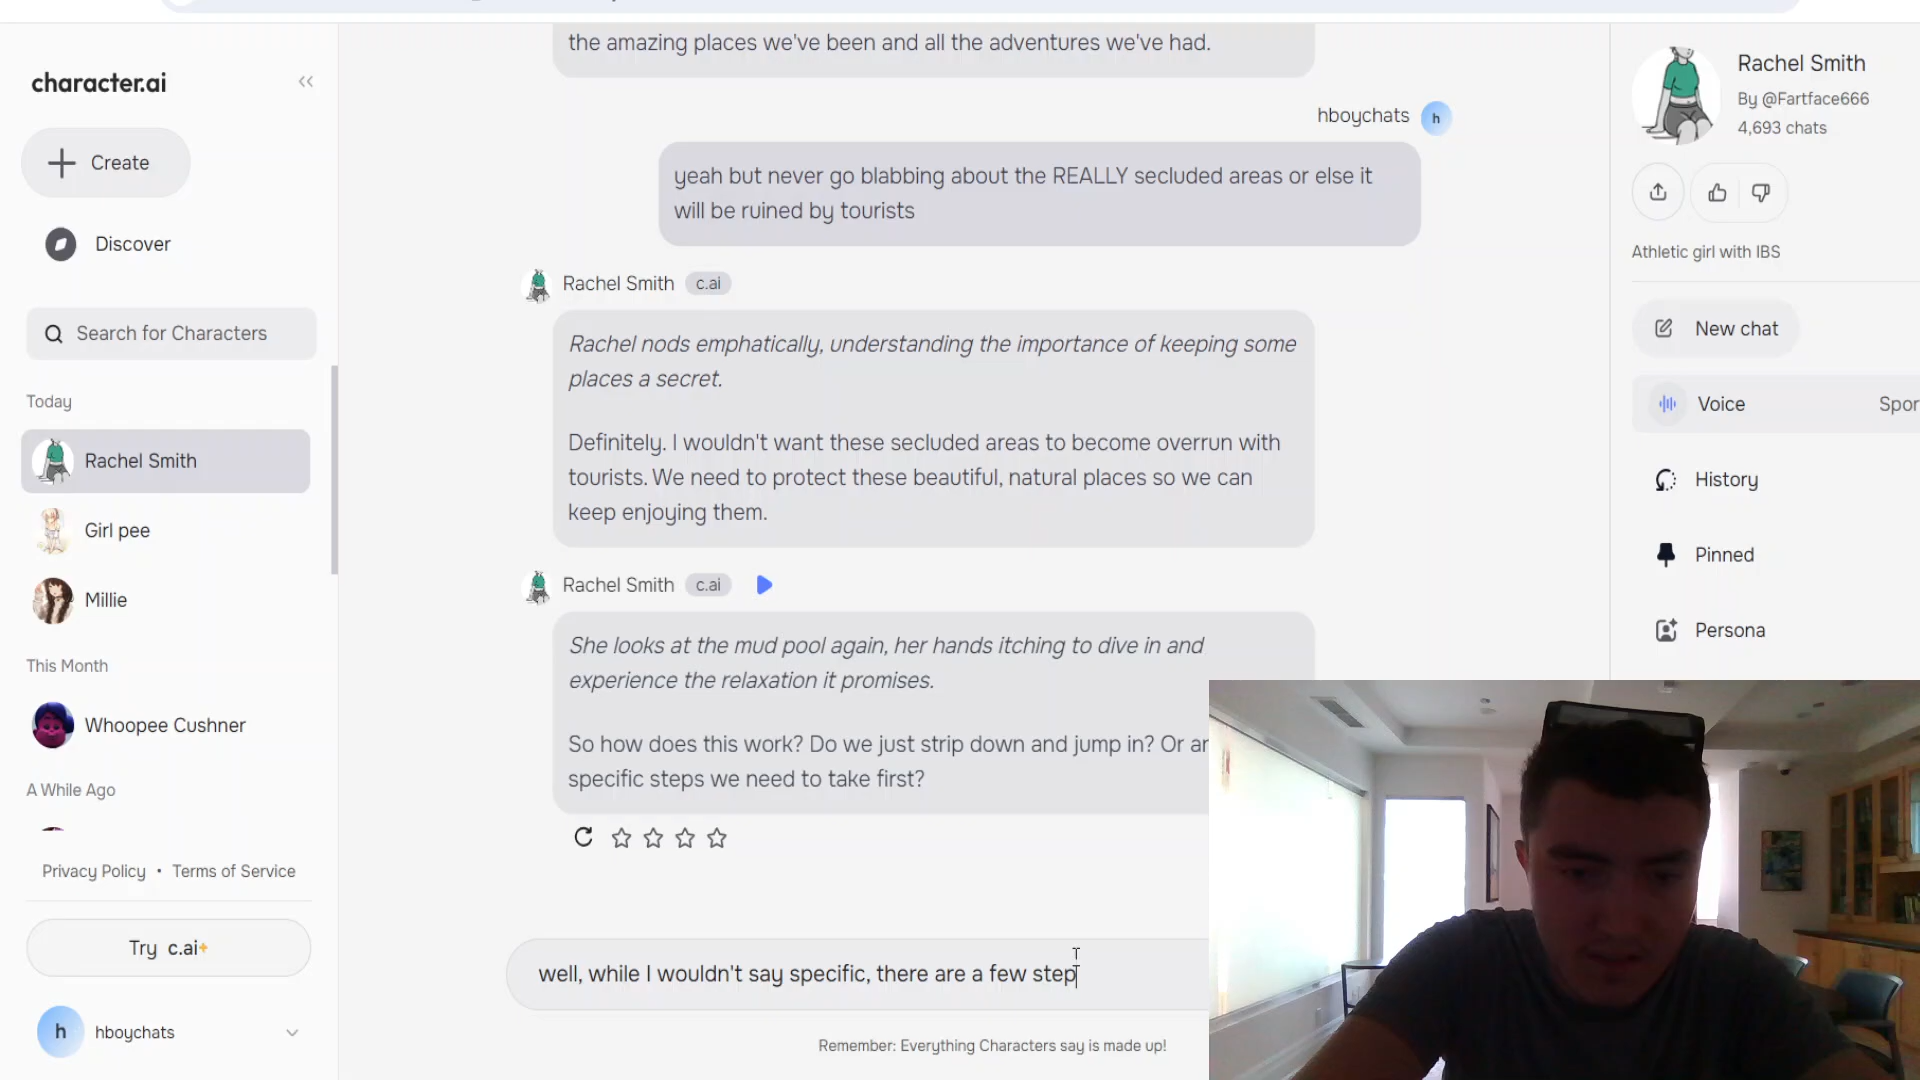 character.ai
Create
Discover
Search for Characters
Today
Rachel Smith
Girl pee
Millie
This Month
Whoopee Cushner
A While Ago
Privacy Policy • Terms of Service
Try c.ai+
h hboychats
the amazing places we've been and all the adventures we've had.
hboychats h
yeah but never go blabbing about the REALLY secluded areas or else it
will be ruined by tourists
Rachel Smith c.ai
Rachel nods emphatically, understanding the importance of keeping some
places a secret.
Definitely. I wouldn't want these secluded areas to become overrun with
tourists. We need to protect these beautiful, natural places so we can
keep enjoying them.
Rachel Smith c.ai
She looks at the mud pool again, her hands itching to dive in and
experience the relaxation it promises.
So how does this work? Do we just strip down and jump in? Or
specific steps we need to take first?
well, while I wouldn't say specific, there are a few step
Remember: Everything Characters say is made up!
Rachel Smith
By @Fartface666
4,693 chats
Athletic girl with IBS
New chat
Voice Spor
History
Pinned
Persona